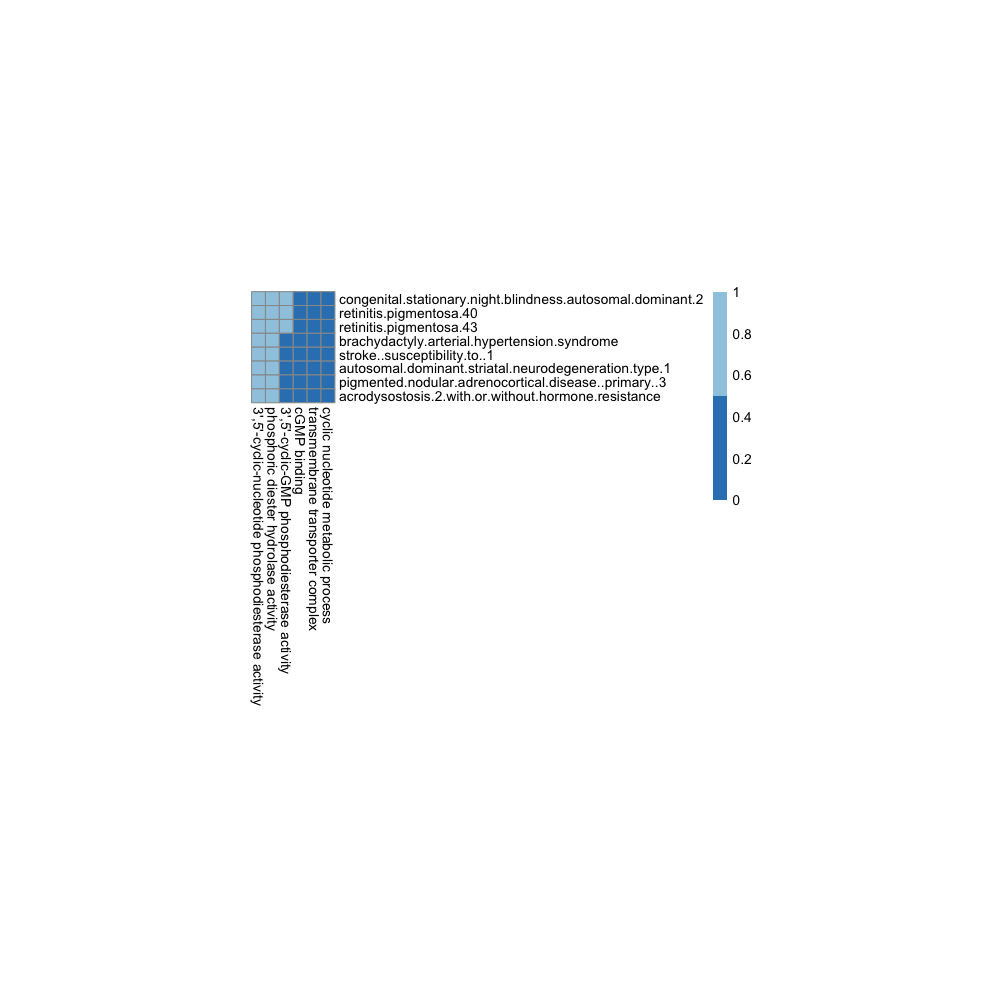 congenital.stationary.night.blindness.autosomal.dominant.2
retinitis.pigmentosa.40
retinitis.pigmentosa.43
brachydactyly.arterial.hypertension.syndrome
stroke..susceptibility.to..1
autosomal.dominant.striatal.neurodegeneration.type.1
pigmented.nodular.adrenocortical.disease..primary..3
acrodysostosis.2.with.or.without.hormone.resistance
1
0.8
0.6
0.4
0.2
0
3',5'-cyclic-nucleotide phosphodiesterase activity
phosphoric diester hydrolase activity
3',5'-cyclic-GMP phosphodiesterase activity
cGMP binding
transmembrane transporter complex
cyclic nucleotide metabolic process